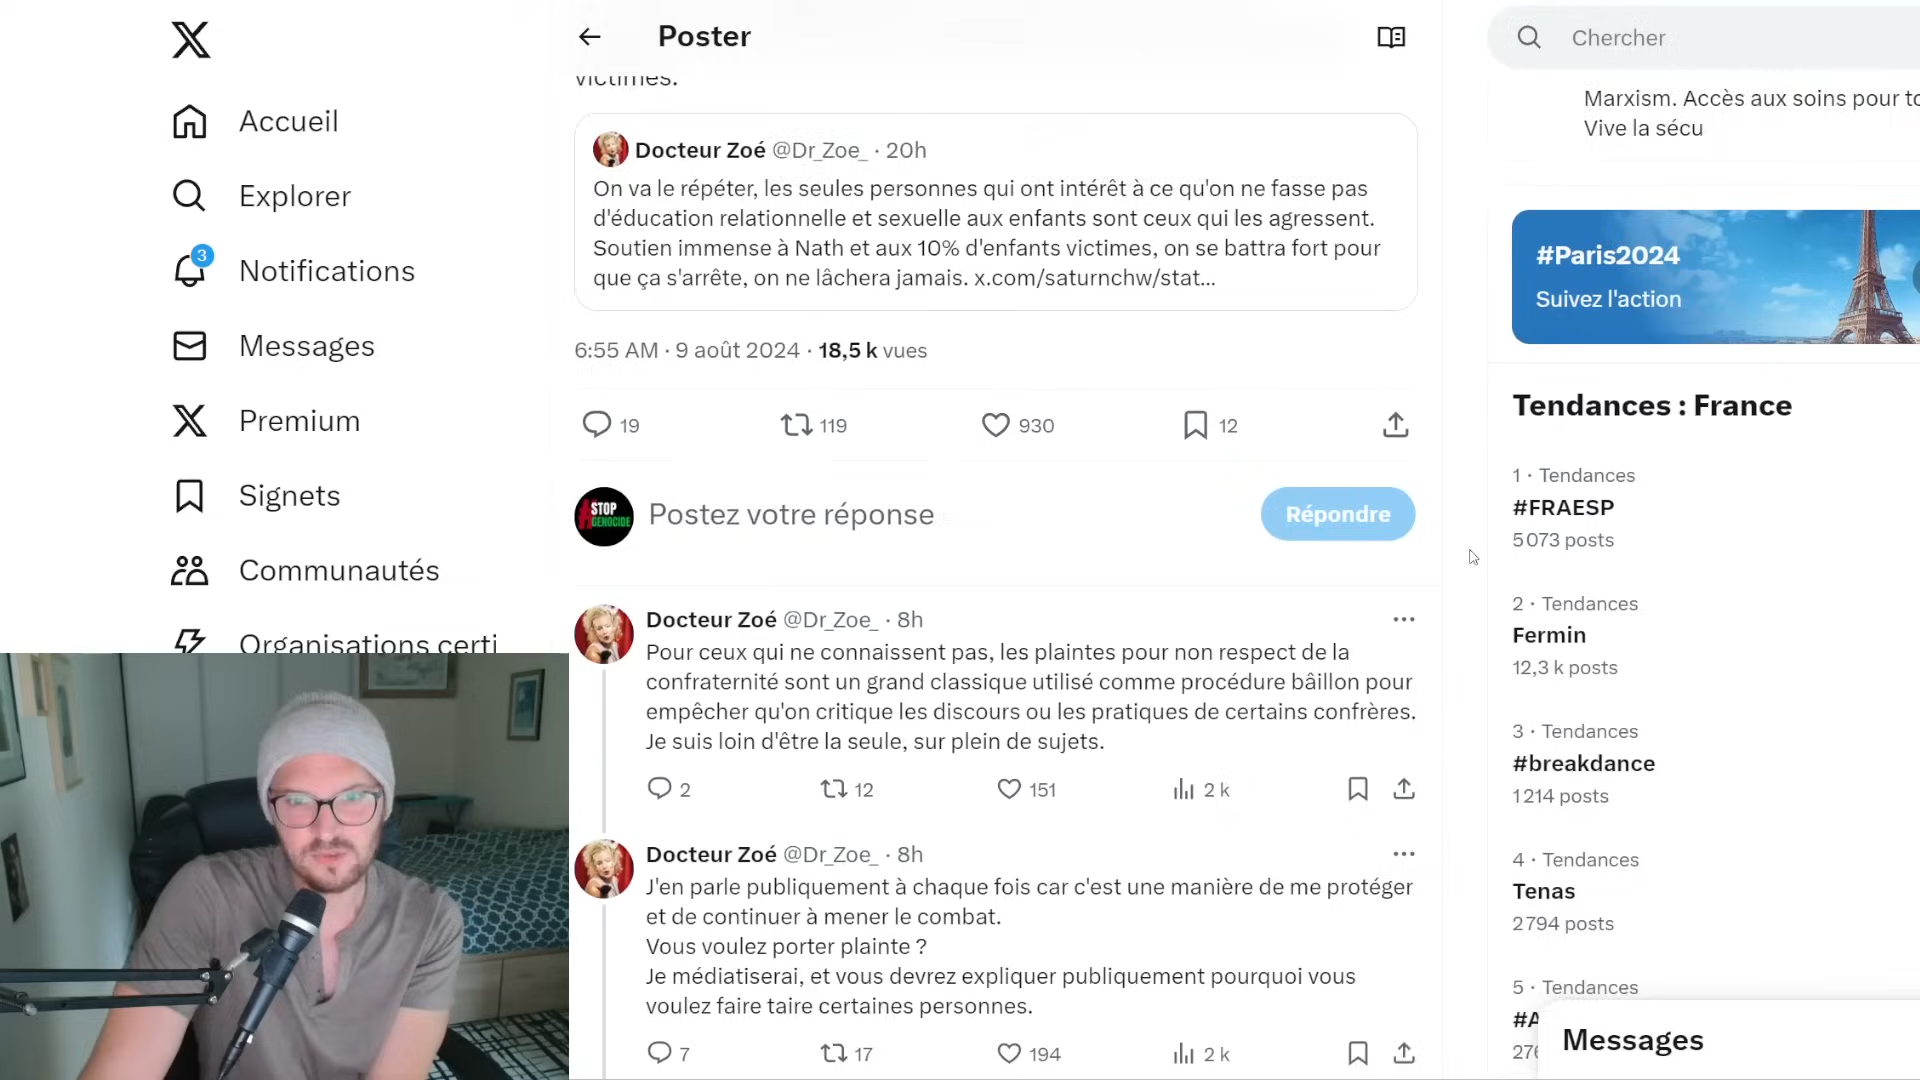 Poster
Chercher
victimes.
Accueil
Explorer
3
Notifications
Messages
Premium
Signets
Communautés
Organisations certi
Docteur Zoé @Dr_Zoe_ · 20h
On va le répéter, les seules personnes qui ont intérêt à ce qu'on ne fasse pas
d'éducation relationnelle et sexuelle aux enfants sont ceux qui les agressent.
Soutien immense à Nath et aux 10% d'enfants victimes, on se battra fort pour
que ça s'arrête, on ne lâchera jamais. x.com/saturnchw/stat...
6:55 AM · 9 août 2024 · 18,5 k vues
19 119 930 12
#STOP
GENOCIDE
Postez votre réponse
Répondre
Docteur Zoé @Dr_Zoe_ · 8h
Pour ceux qui ne connaissent pas, les plaintes pour non respect de la
confraternité sont un grand classique utilisé comme procédure bâillon pour
empêcher qu'on critique les discours ou les pratiques de certains confrères.
Je suis loin d'être la seule, sur plein de sujets.
2 12 151 2 k
Docteur Zoé @Dr_Zoe_ · 8h
J'en parle publiquement à chaque fois car c'est une manière de me protéger
et de continuer à mener le combat.
Vous voulez porter plainte ?
Je médiatiserai, et vous devrez expliquer publiquement pourquoi vous
voulez faire taire certaines personnes.
7 17 194 2 k
Marxism. Accès aux soins pour to
Vive la sécu
#Paris2024
Suivez l'action
Tendances : France
1 · Tendances
#FRAESP
5 073 posts
2 · Tendances
Fermin
12,3 k posts
3 · Tendances
#breakdance
1 214 posts
4 · Tendances
Tenas
2 794 posts
5 · Tendances
#A
276
Messages